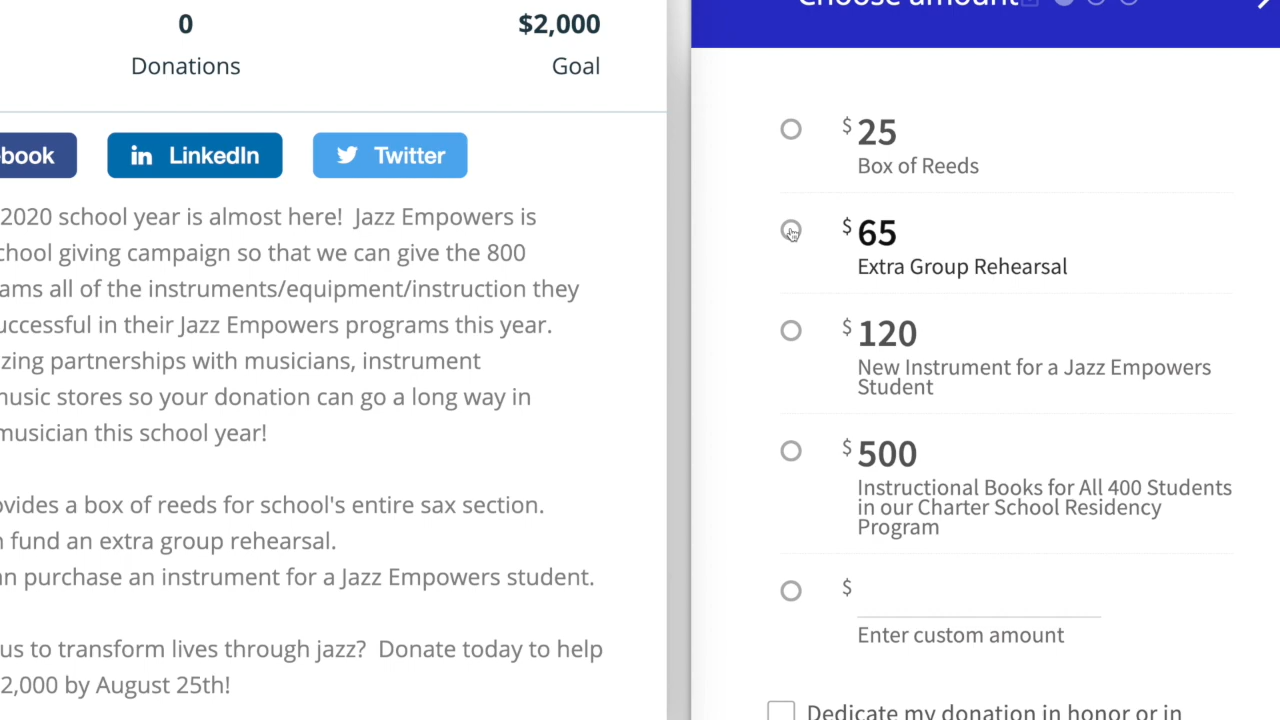 0
Donations
$2,000
Goal
book
LinkedIn
Twitter
2020 school year is almost here! Jazz Empowers is
chool giving campaign so that we can give the 800
ams all of the instruments/equipment/instruction they
uccessful in their Jazz Empowers programs this year.
zing partnerships with musicians, instrument
music stores so your donation can go a long way in
musician this school year!
ovides a box of reeds for school's entire sax section.
n fund an extra group rehearsal.
an purchase an instrument for a Jazz Empowers student.
us to transform lives through jazz? Donate today to help
2,000 by August 25th!
Choose amount
$ 25
Box of Reeds
$ 65
Extra Group Rehearsal
$ 120
New Instrument for a Jazz Empowers
Student
$ 500
Instructional Books for All 400 Students
in our Charter School Residency
Program
$
Enter custom amount
Dedicate my donation in honor or in